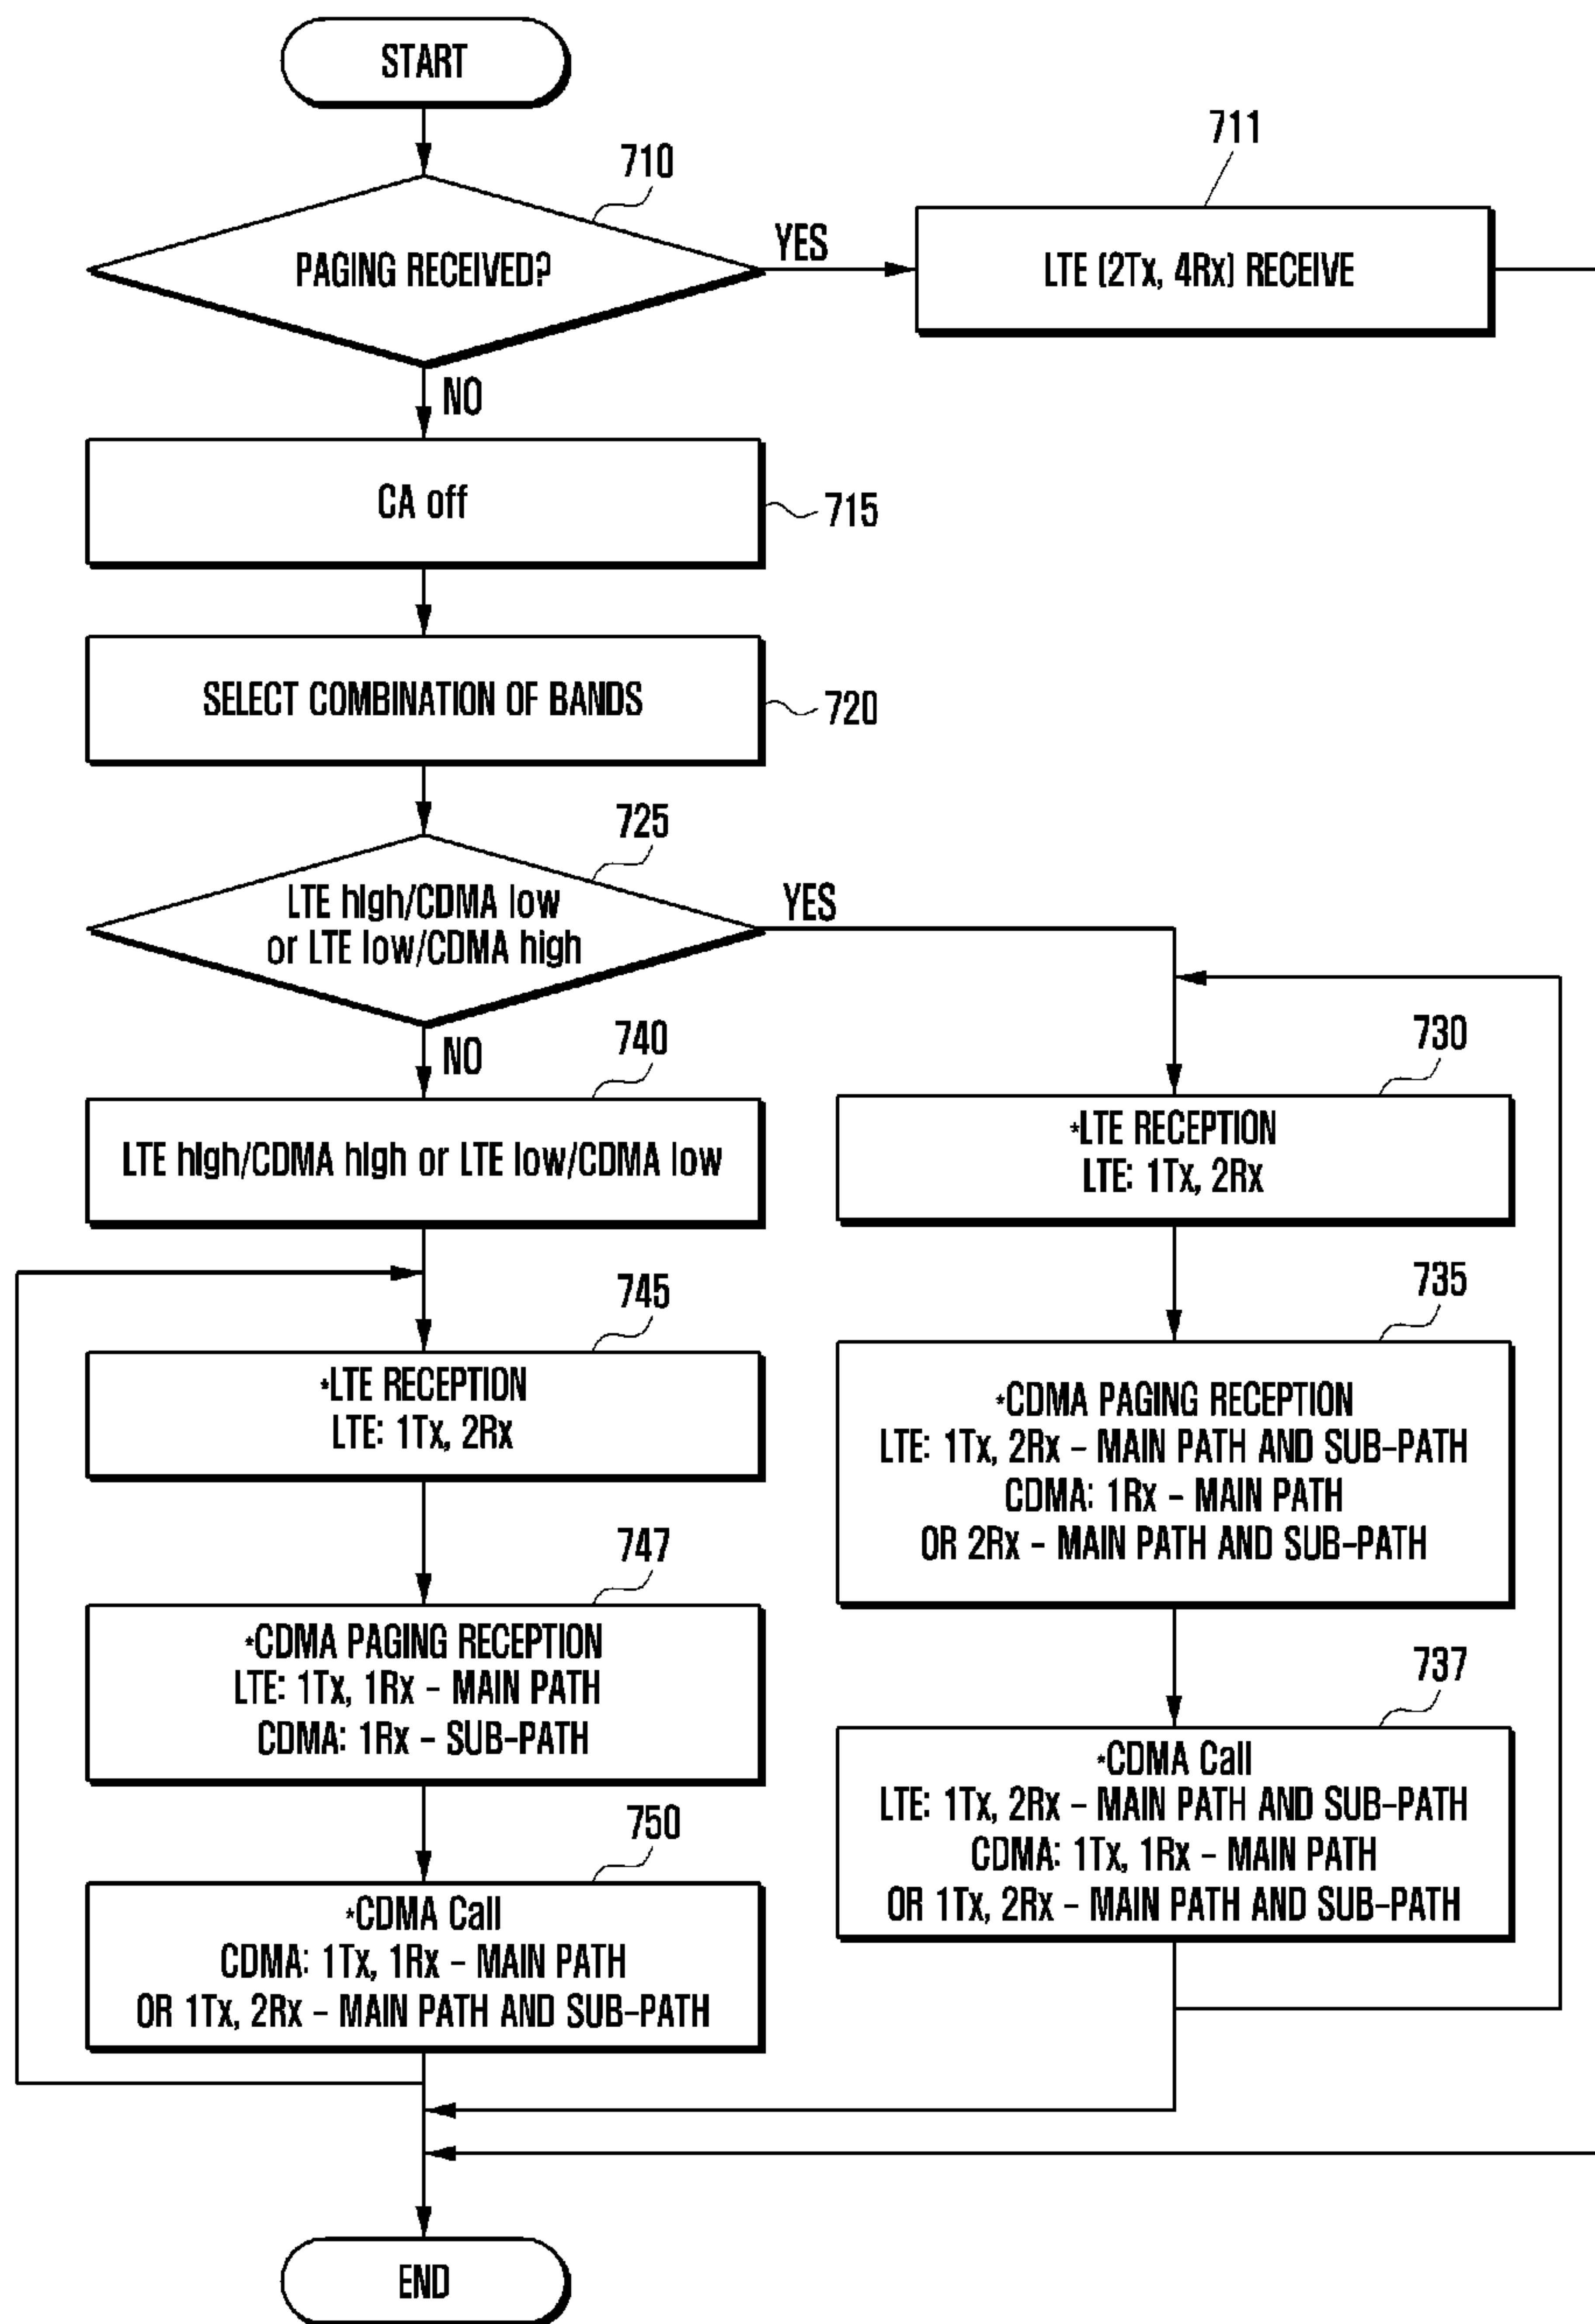 START
710
PAGING RECEIVED?
YES
711
LTE (2Tx, 4Rx) RECEIVE
NO
CA off
715
SELECT COMBINATION OF BANDS
720
725
LTE high/CDMA low
or LTE low/CDMA high
YES
NO
740
LTE high/CDMA high or LTE low/CDMA low
730
*LTE RECEPTION
LTE: 1Tx, 2Rx
745
*LTE RECEPTION
LTE: 1Tx, 2Rx
735
*CDMA PAGING RECEPTION
LTE: 1Tx, 2Rx – MAIN PATH AND SUB-PATH
CDMA: 1Rx – MAIN PATH
OR 2Rx – MAIN PATH AND SUB-PATH
747
*CDMA PAGING RECEPTION
LTE: 1Tx, 1Rx – MAIN PATH
CDMA: 1Rx – SUB-PATH
737
*CDMA Call
LTE: 1Tx, 2Rx – MAIN PATH AND SUB-PATH
CDMA: 1Tx, 1Rx – MAIN PATH
OR 1Tx, 2Rx – MAIN PATH AND SUB-PATH
750
*CDMA Call
CDMA: 1Tx, 1Rx – MAIN PATH
OR 1Tx, 2Rx – MAIN PATH AND SUB-PATH
END